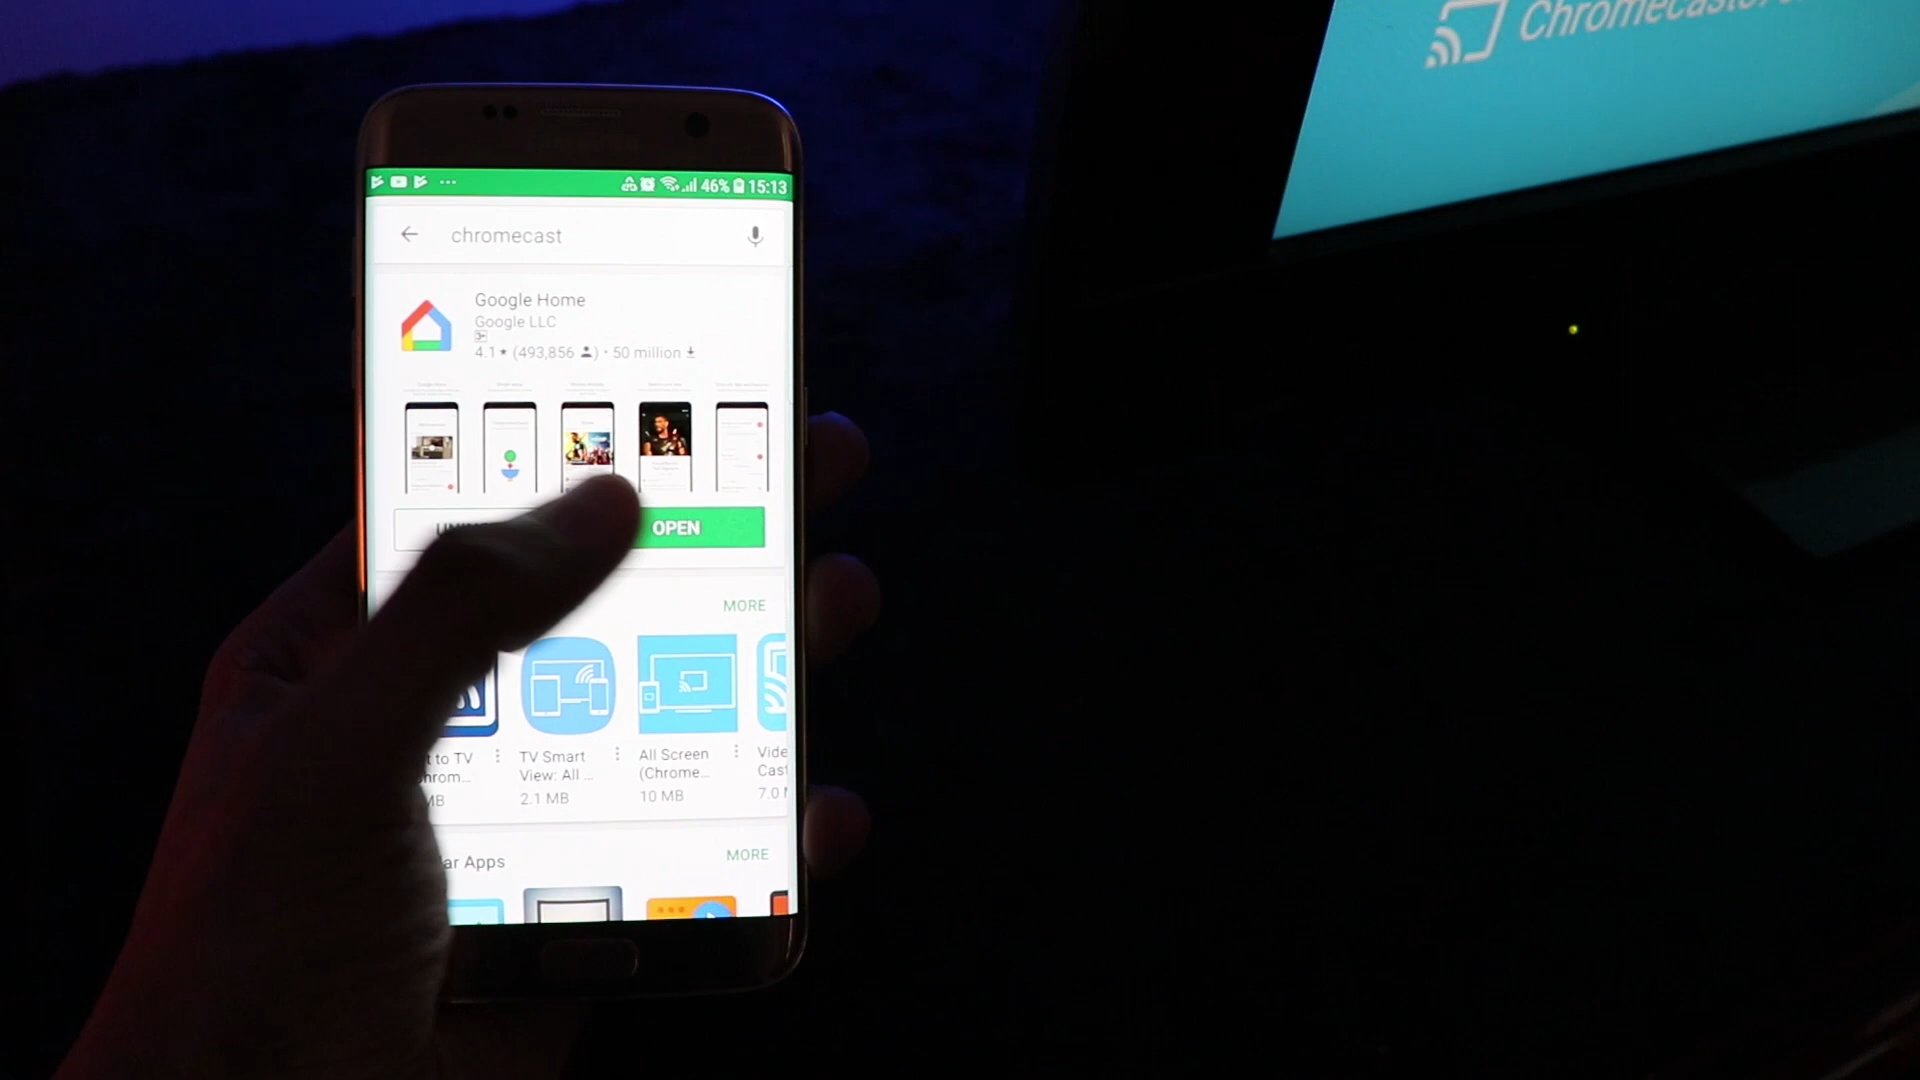 Chromecast
46% 15:13
chromecast
Google Home
Google LLC
3+
4.1★ (493,856 ) • 50 million
OPEN
MORE
t to TV
hrom...
MB
TV Smart
View: All ...
2.1 MB
All Screen
(Chrome...
10 MB
Vide
Cast
7.0
ar Apps
MORE